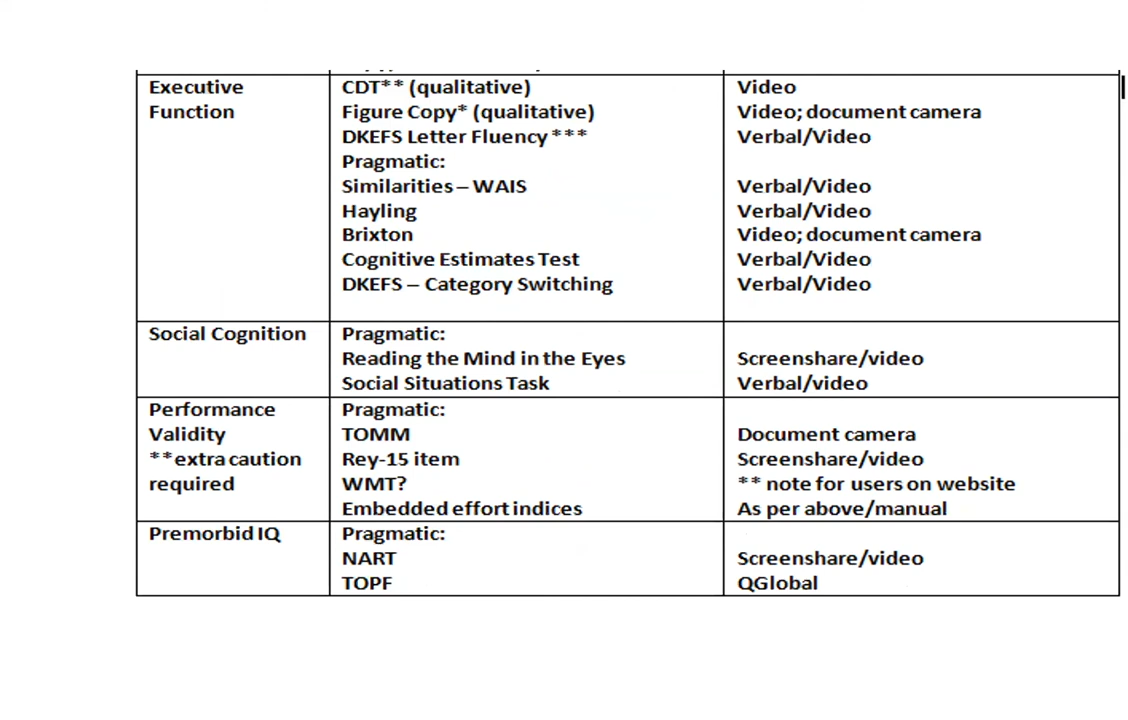 Executive CDT** (qualitative) Video
Function Figure Copy* (qualitative) Video; document camera
DKEFS Letter Fluency *** Verbal/Video
Pragmatic:
Similarities – WAIS Verbal/Video
Hayling Verbal/Video
Brixton Video; document camera
Cognitive Estimates Test Verbal/Video
DKEFS – Category Switching Verbal/Video
Social Cognition Pragmatic:
Reading the Mind in the Eyes Screenshare/video
Social Situations Task Verbal/video
Performance Pragmatic:
Validity TOMM Document camera
**extra caution Rey-15 item Screenshare/video
required WMT? ** note for users on website
Embedded effort indices As per above/manual
Premorbid IQ Pragmatic:
NART Screenshare/video
TOPF QGlobal